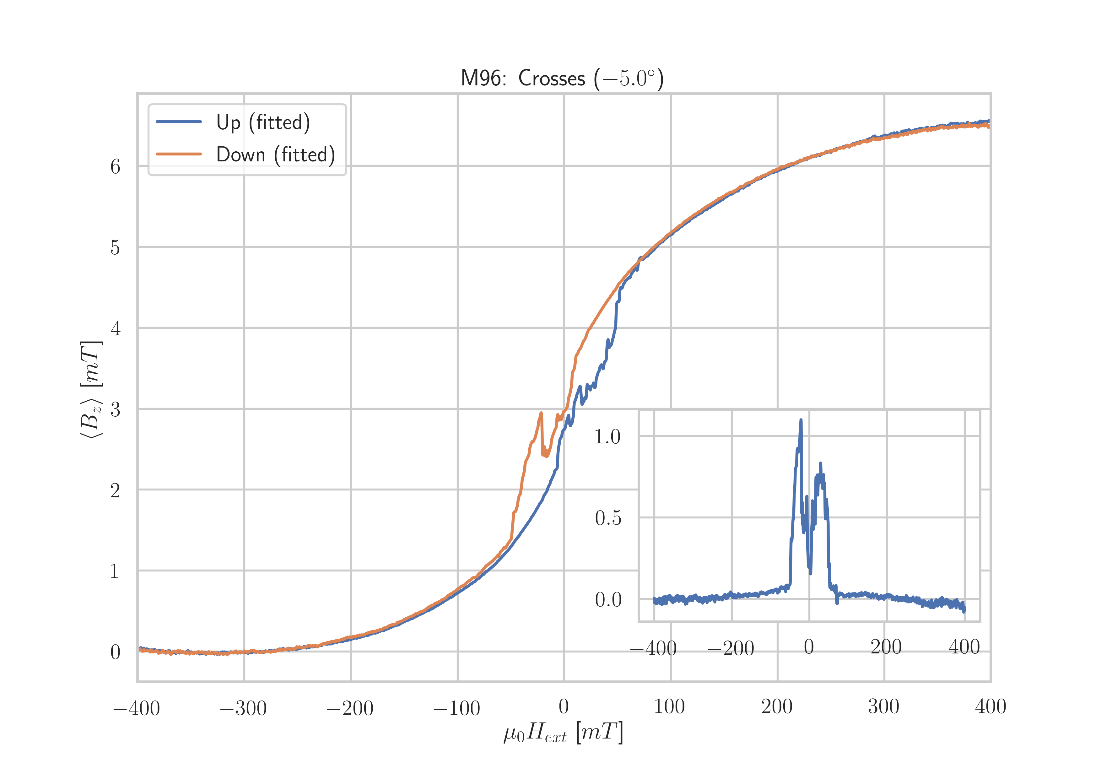 M96: Crosses (−5.0°)
Up (fitted)
Down (fitted)
6
5
4
3
2
1
0
⟨B_z⟩ [mT]
−400 −300 −200 −100 0 100 200 300 400
μ₀H_ext [mT]
1.0
0.5
0.0
−400 −200 0 200 400